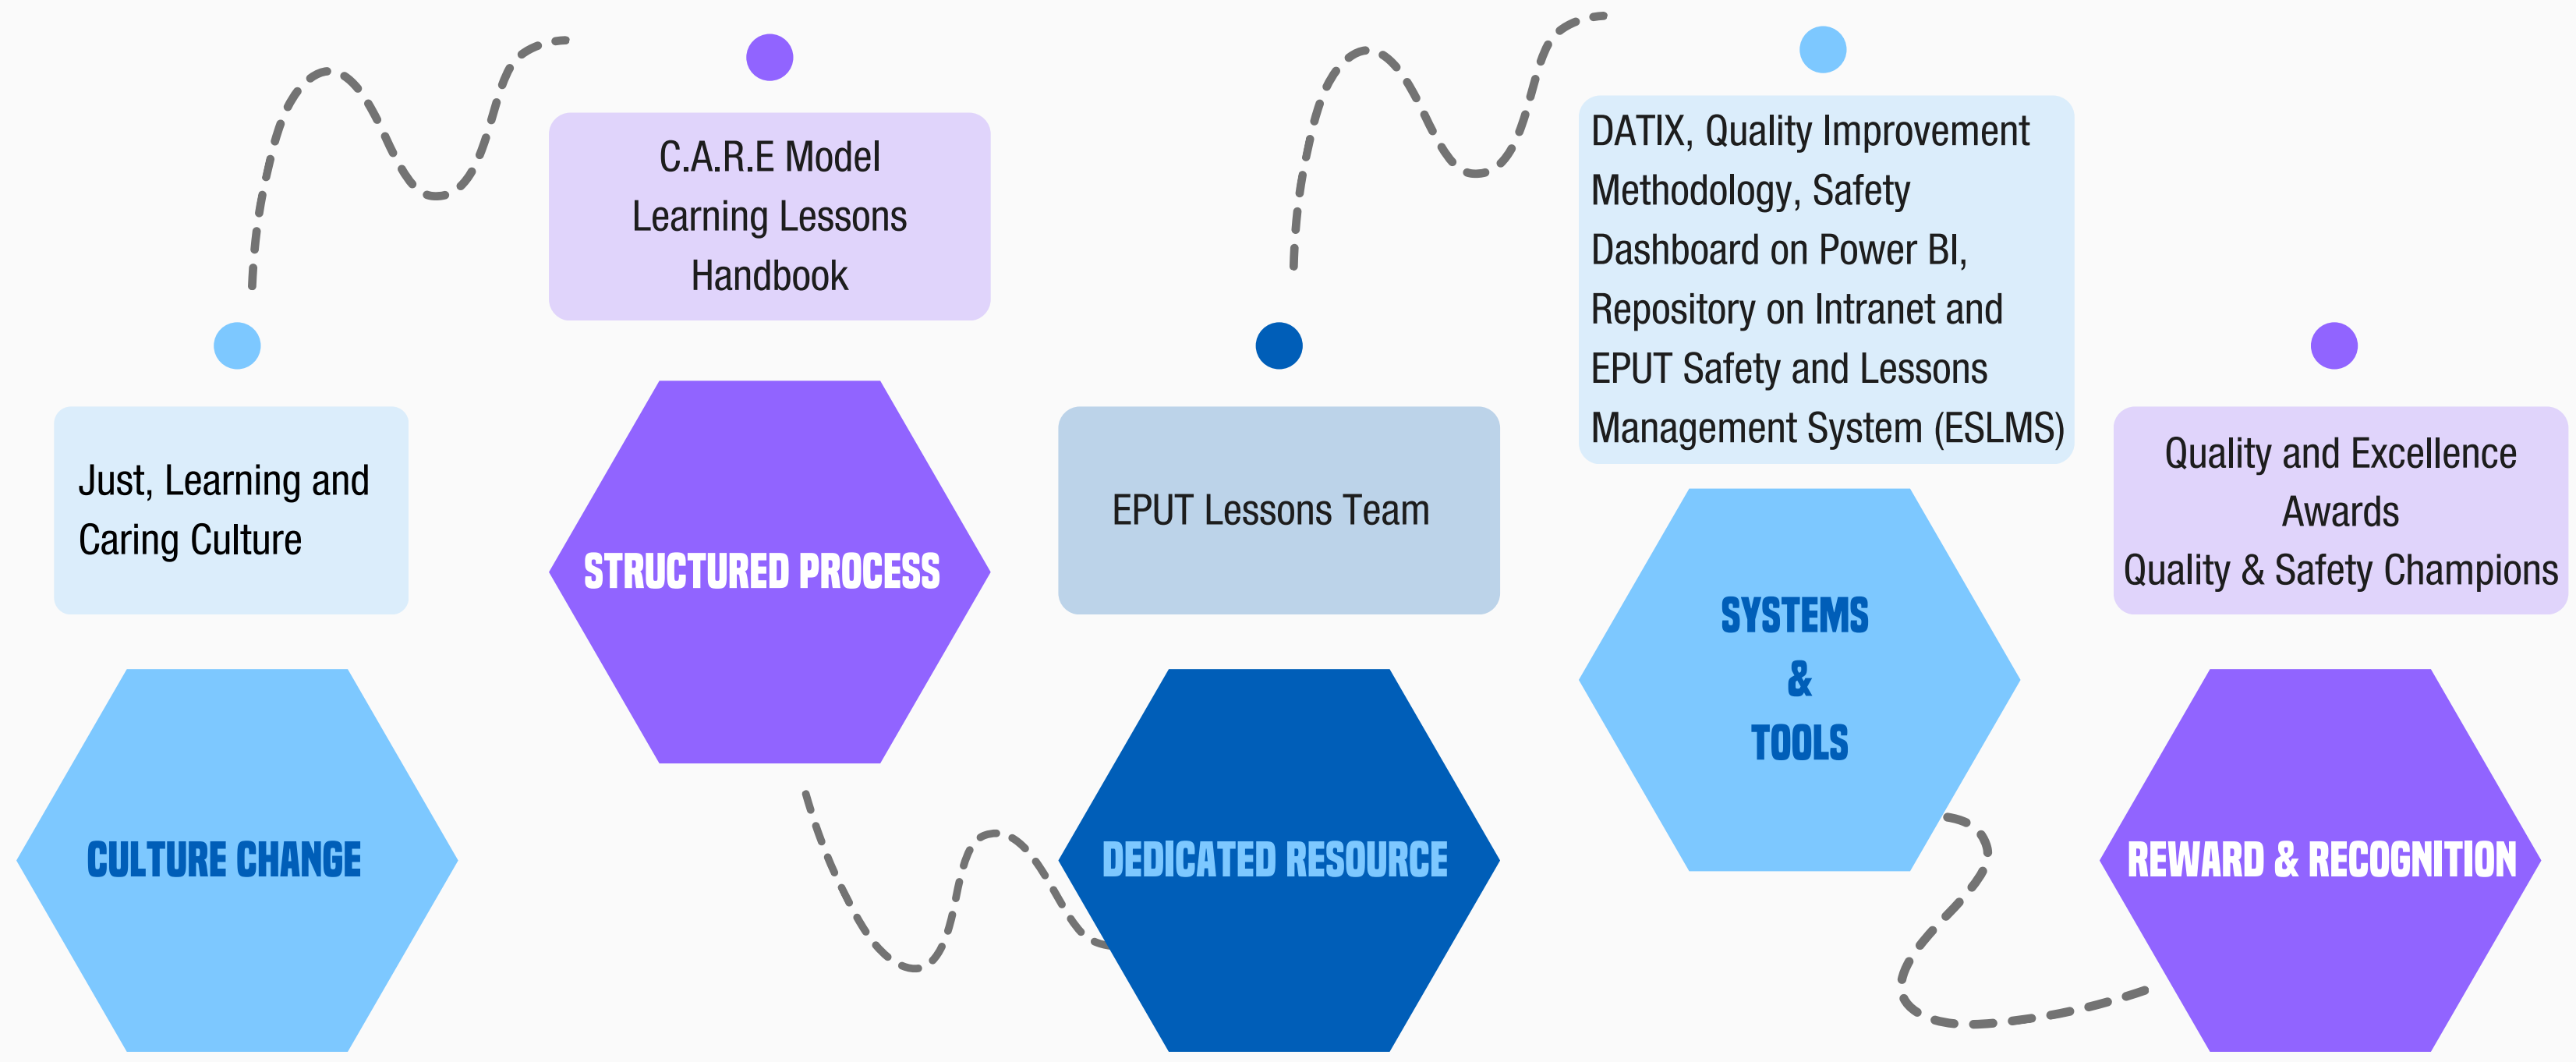 Just, Learning and
Caring Culture
CULTURE CHANGE
C.A.R.E Model
Learning Lessons
Handbook
STRUCTURED PROCESS
EPUT Lessons Team
DEDICATED RESOURCE
DATIX, Quality Improvement
Methodology, Safety
Dashboard on Power BI,
Repository on Intranet and
EPUT Safety and Lessons
Management System (ESLMS)
SYSTEMS
&
TOOLS
Quality and Excellence
Awards
Quality & Safety Champions
REWARD & RECOGNITION